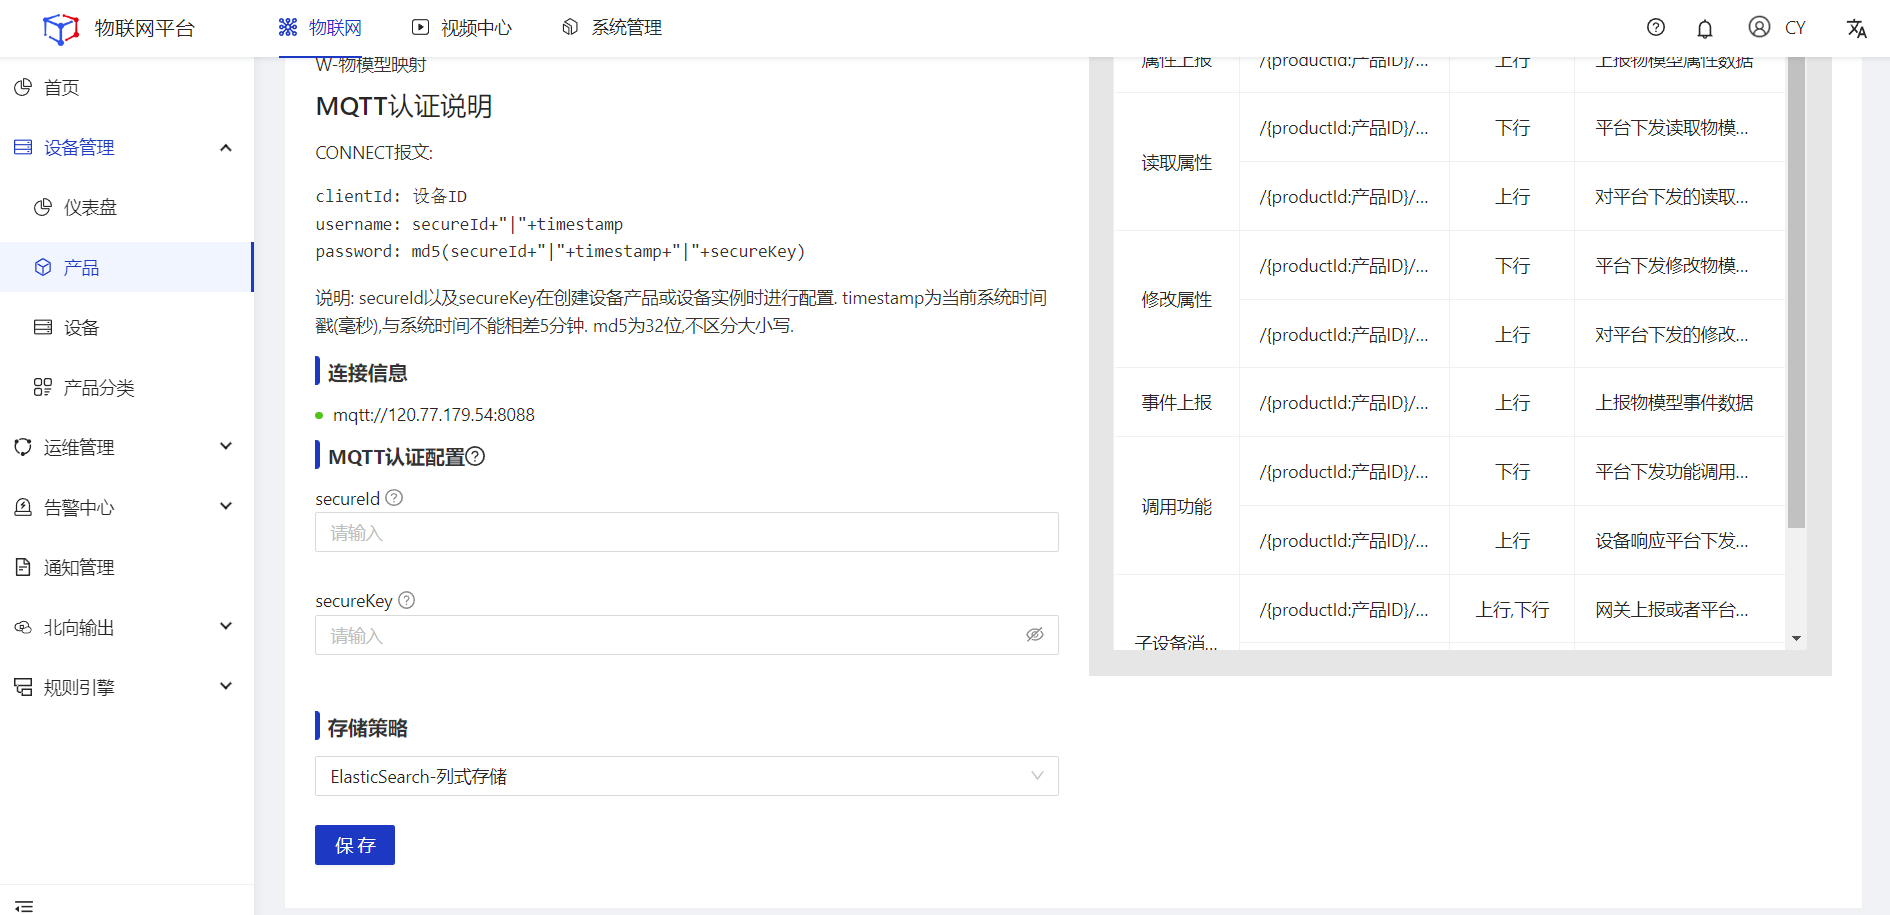 物联网平台
物联网
视频中心
系统管理
CY
首页
设备管理
仪表盘
产品
设备
产品分类
运维管理
告警中心
通知管理
北向输出
规则引擎
W-物模型映射
MQTT认证说明
CONNECT报文:
clientId: 设备ID
username: secureId+"|"+timestamp
password: md5(secureId+"|"+timestamp+"|"+secureKey)
说明: secureId以及secureKey在创建设备产品或设备实例时进行配置. timestamp为当前系统时间
戳(毫秒),与系统时间不能相差5分钟. md5为32位,不区分大小写.
连接信息
mqtt://120.77.179.54:8088
MQTT认证配置
secureId
请输入
secureKey
请输入
存储策略
ElasticSearch-列式存储
保 存
属性上报 /{productId:产品ID}/... 上行 上报物模型属性数据
读取属性
/{productId:产品ID}/... 下行 平台下发读取物模...
/{productId:产品ID}/... 上行 对平台下发的读取...
修改属性
/{productId:产品ID}/... 下行 平台下发修改物模...
/{productId:产品ID}/... 上行 对平台下发的修改...
事件上报 /{productId:产品ID}/... 上行 上报物模型事件数据
调用功能
/{productId:产品ID}/... 下行 平台下发功能调用...
/{productId:产品ID}/... 上行 设备响应平台下发...
子设备消...
/{productId:产品ID}/... 上行,下行 网关上报或者平台...